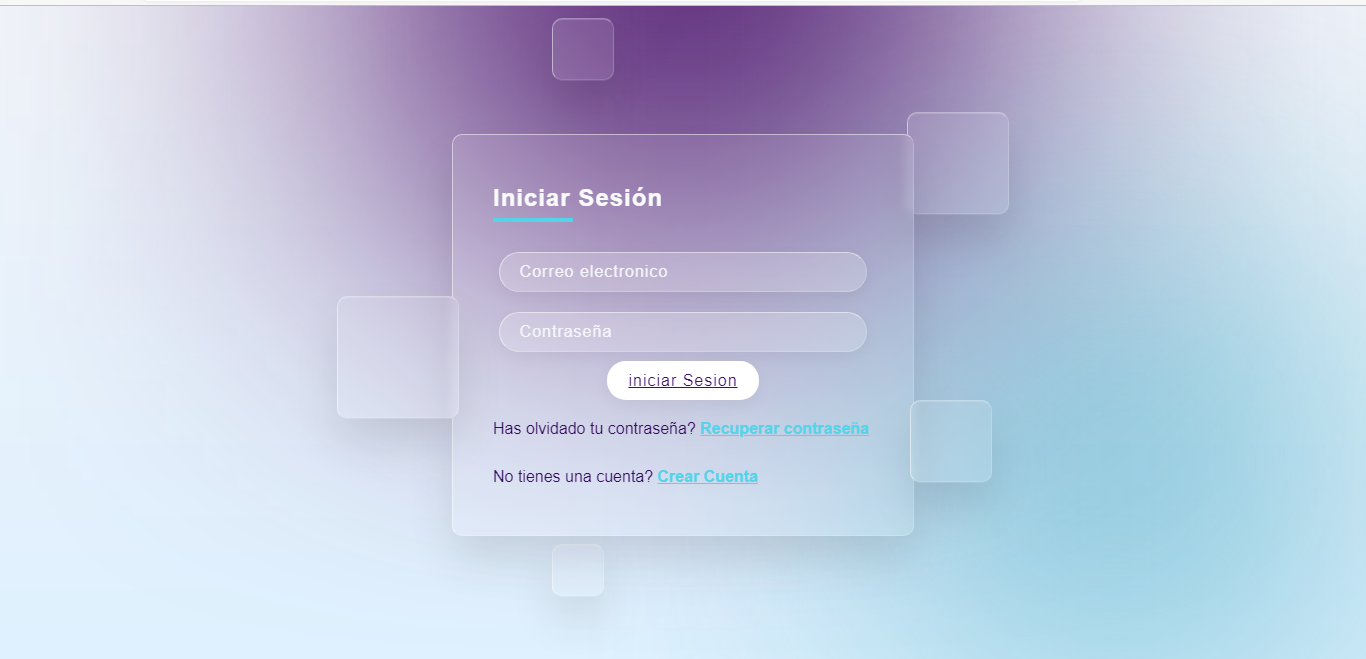 Iniciar Sesión
Correo electronico
Contraseña
iniciar Sesion
Has olvidado tu contraseña? Recuperar contraseña
No tienes una cuenta? Crear Cuenta